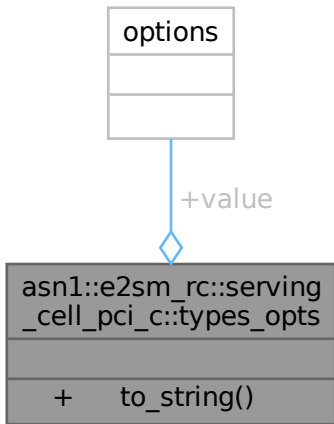 options
+value
asn1::e2sm_rc::serving
_cell_pci_c::types_opts
+ to_string()